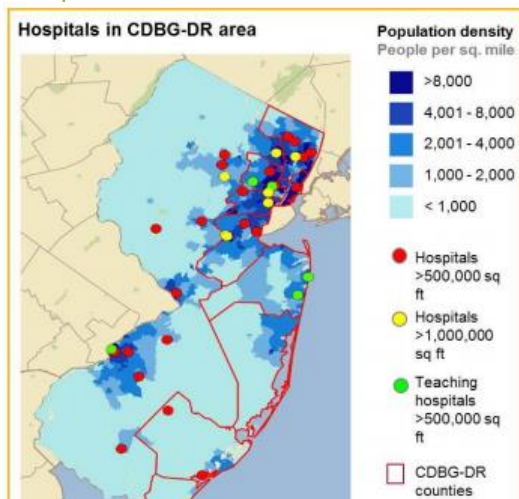 Hospitals in CDBG-DR area
Population density
People per sq. mile
>8,000
4,001 - 8,000
2,001 - 4,000
1,000 - 2,000
< 1,000
Hospitals
>500,000 sq
ft
Hospitals
>1,000,000
sq ft
Teaching
hospitals
>500,000 sq
ft
CDBG-DR
counties